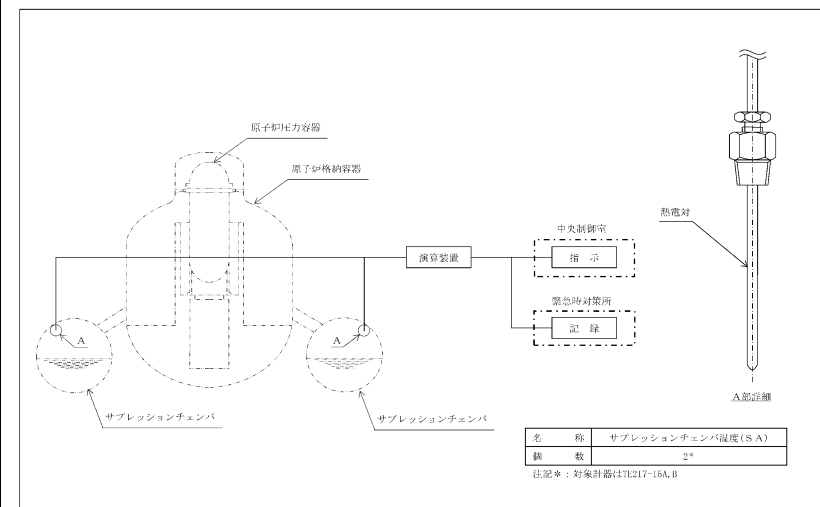 原子炉圧力容器
原子炉格納容器
中央制御室
熱電対
演算装置
指 示
緊急時対策所
記 録
A
A
A部詳細
サプレッションチェンバ
サプレッションチェンバ
名 称 サプレッションチェンバ温度(SA)
個 数 2*
注記*：対象計器はTE217-15A,B